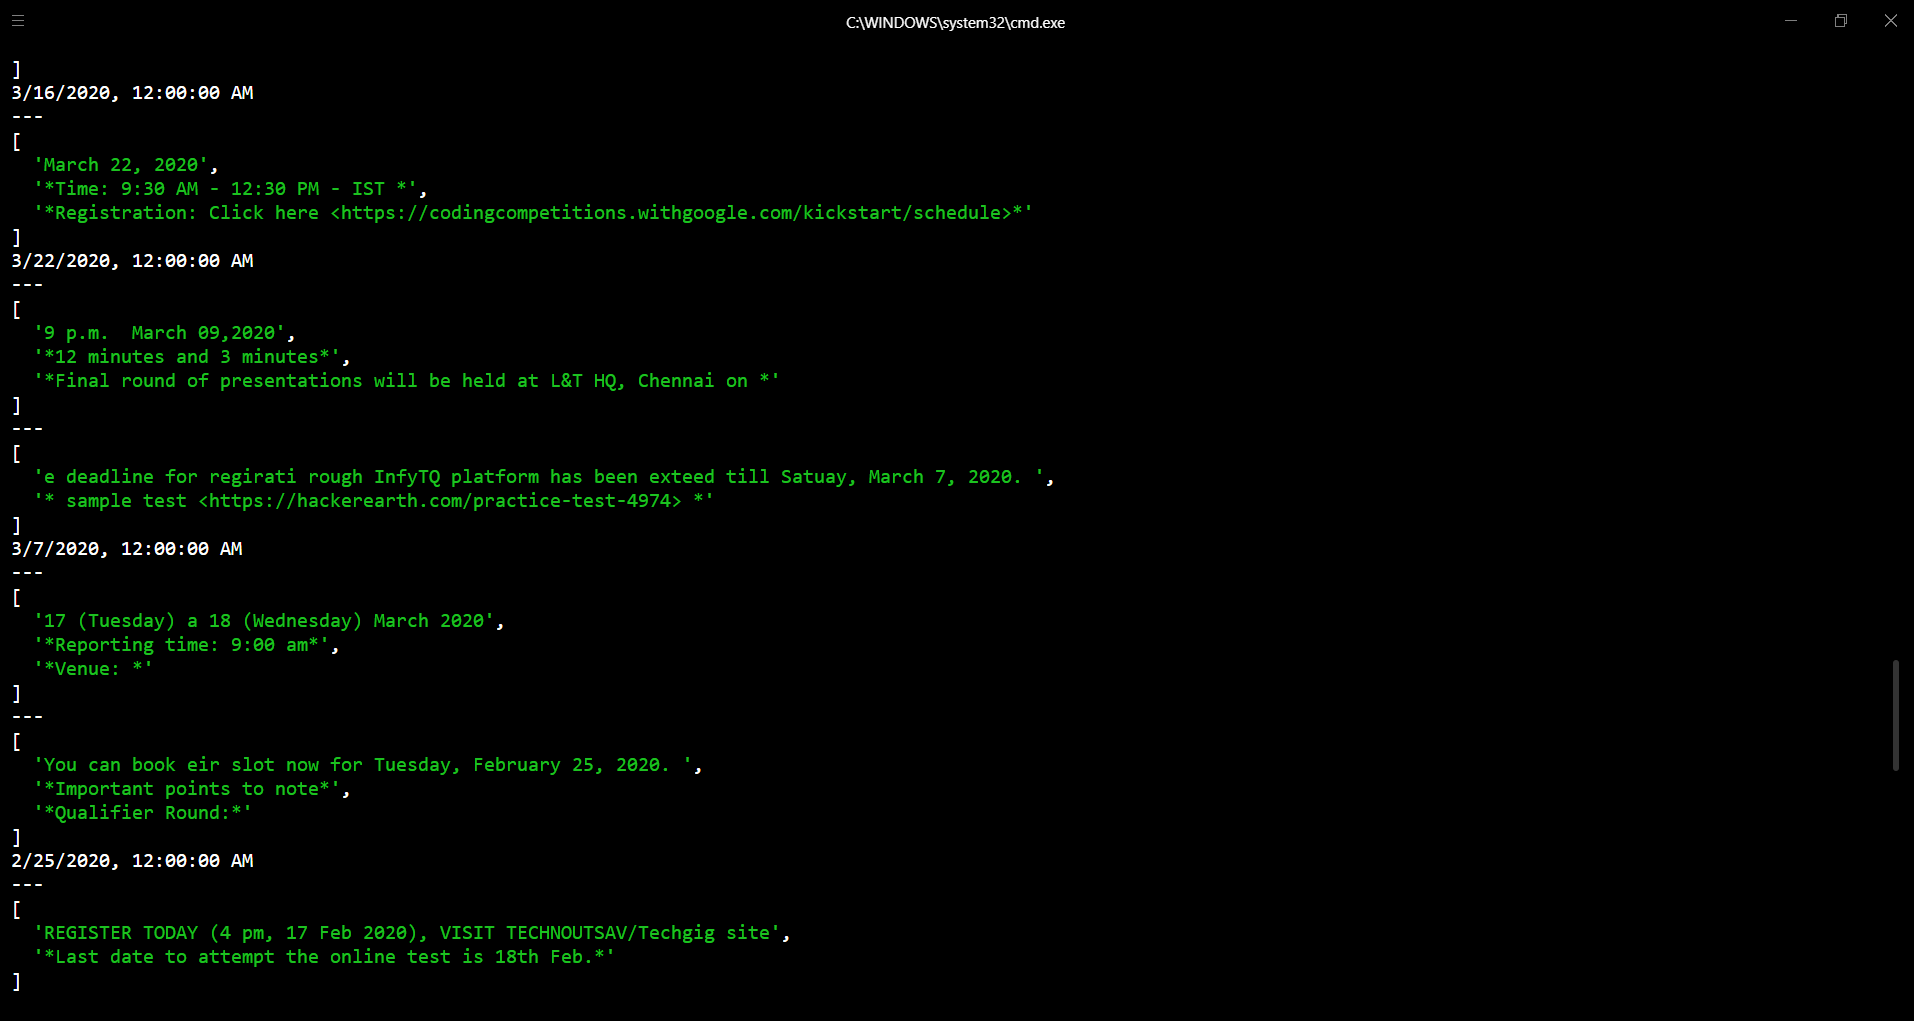 C:\WINDOWS\system32\cmd.exe
]
3/16/2020, 12:00:00 AM
---
[
  'March 22, 2020',
  '*Time: 9:30 AM - 12:30 PM - IST *',
  '*Registration: Click here <https://codingcompetitions.withgoogle.com/kickstart/schedule>*'
]
3/22/2020, 12:00:00 AM
---
[
  '9 p.m.  March 09,2020',
  '*12 minutes and 3 minutes*',
  '*Final round of presentations will be held at L&T HQ, Chennai on *'
]
---
[
  'e deadline for regirati rough InfyTQ platform has been exteed till Satuay, March 7, 2020. ',
  '* sample test <https://hackerearth.com/practice-test-4974> *'
]
3/7/2020, 12:00:00 AM
---
[
  '17 (Tuesday) a 18 (Wednesday) March 2020',
  '*Reporting time: 9:00 am*',
  '*Venue: *'
]
---
[
  'You can book eir slot now for Tuesday, February 25, 2020. ',
  '*Important points to note*',
  '*Qualifier Round:*'
]
2/25/2020, 12:00:00 AM
---
[
  'REGISTER TODAY (4 pm, 17 Feb 2020), VISIT TECHNOUTSAV/Techgig site',
  '*Last date to attempt the online test is 18th Feb.*'
]